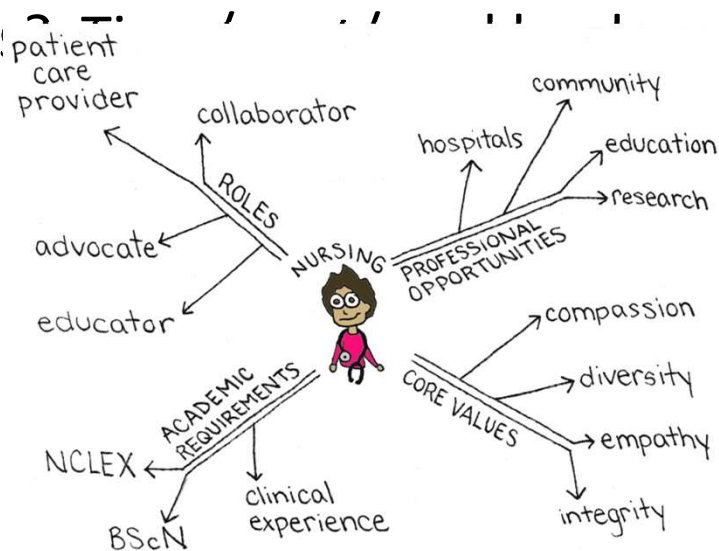 patient
care
provider
collaborator
ROLES
advocate
educator
NURSING
community
hospitals
education
research
PROFESSIONAL
OPPORTUNITIES
compassion
diversity
CORE VALUES
empathy
integrity
ACADEMIC
REQUIREMENTS
NCLEX
BScN
clinical
experience